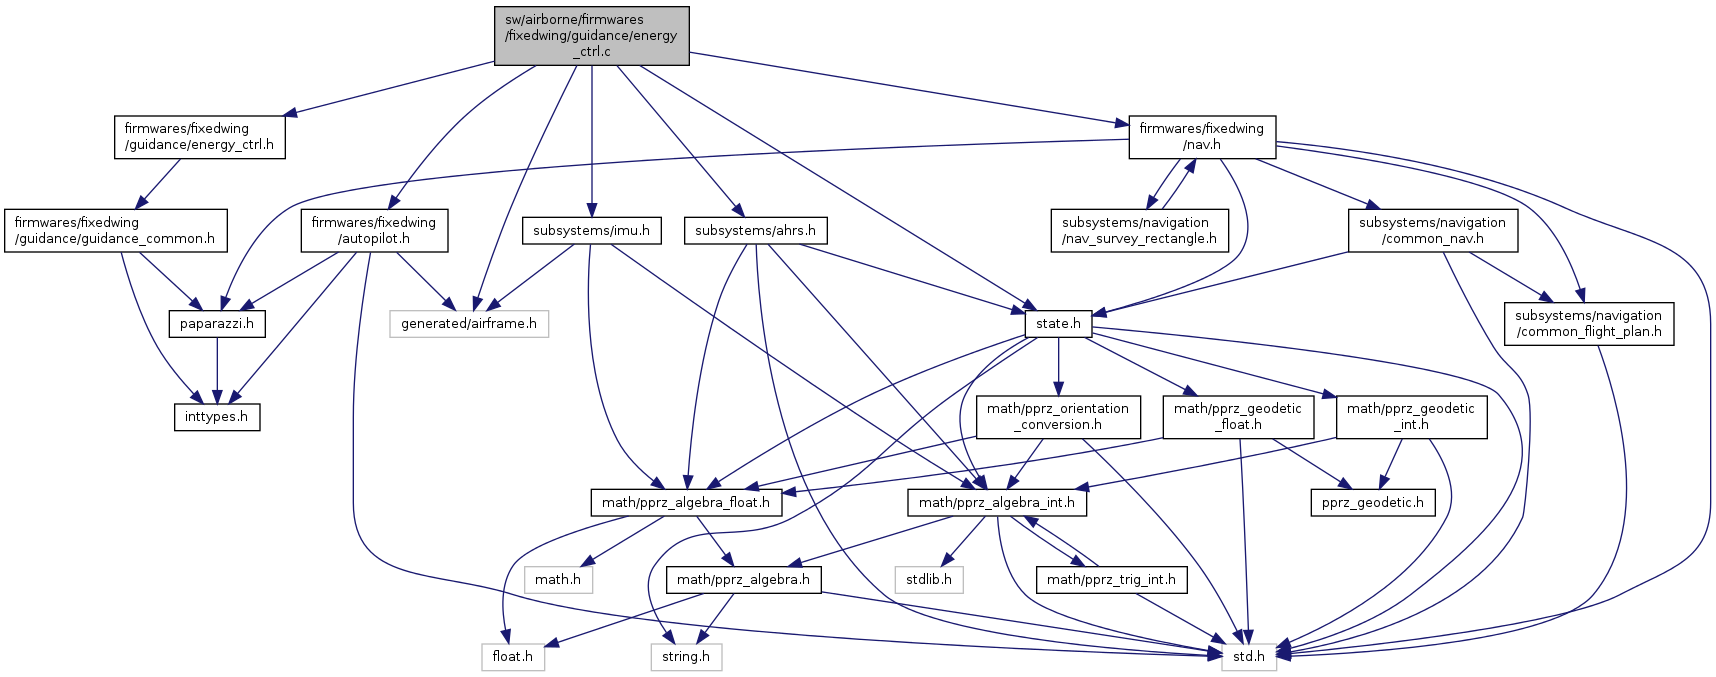 sw/airborne/firmwares
/fixedwing/guidance/energy
_ctrl.c
firmwares/fixedwing
/guidance/energy_ctrl.h
firmwares/fixedwing
/nav.h
firmwares/fixedwing
/guidance/guidance_common.h
firmwares/fixedwing
/autopilot.h
subsystems/imu.h
subsystems/ahrs.h
subsystems/navigation
/nav_survey_rectangle.h
subsystems/navigation
/common_nav.h
paparazzi.h
generated/airframe.h
state.h
subsystems/navigation
/common_flight_plan.h
inttypes.h
math/pprz_orientation
_conversion.h
math/pprz_geodetic
_float.h
math/pprz_geodetic
_int.h
math/pprz_algebra_float.h
math/pprz_algebra_int.h
pprz_geodetic.h
math.h
math/pprz_algebra.h
stdlib.h
math/pprz_trig_int.h
float.h
string.h
std.h